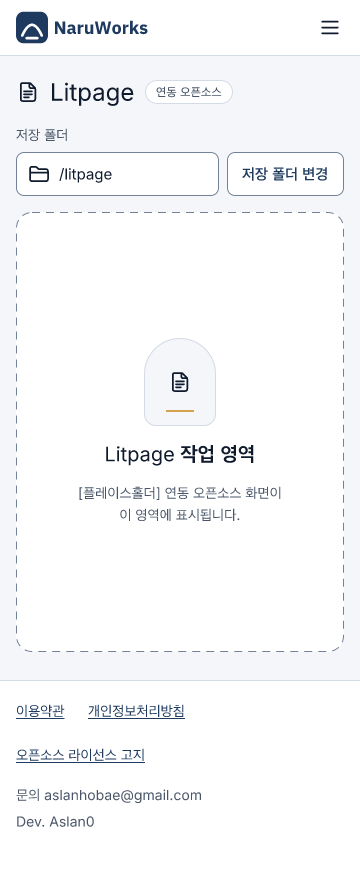 NaruWorks
Litpage 연동 오픈소스
저장 폴더
/litpage 저장 폴더 변경
Litpage 작업 영역
[플레이스홀더] 연동 오픈소스 화면이
이 영역에 표시됩니다.
이용약관 개인정보처리방침
오픈소스 라이선스 고지
문의 aslanhobae@gmail.com
Dev. Aslan0